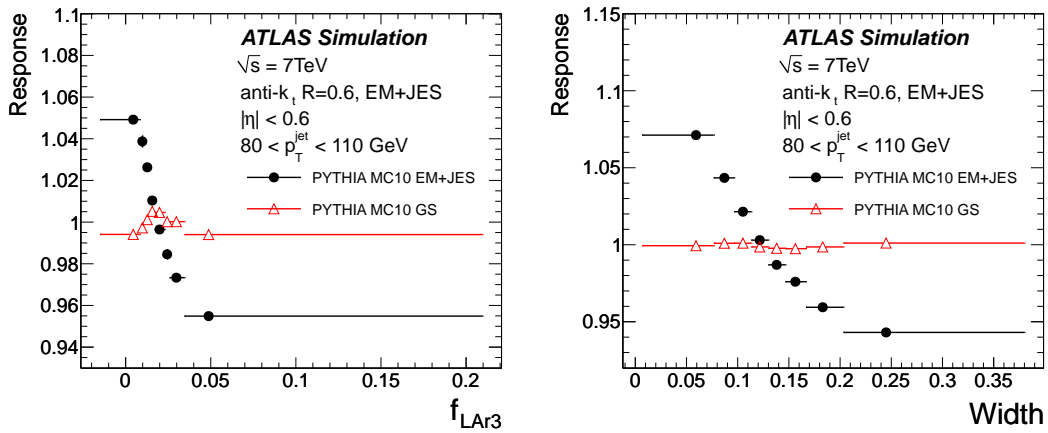 Response
1.1
1.08
1.06
1.04
1.02
1
0.98
0.96
0.94
ATLAS Simulation
√s = 7TeV
anti-k_t R=0.6, EM+JES
|η| < 0.6
80 < p_T^jet < 110 GeV
PYTHIA MC10 EM+JES
PYTHIA MC10 GS
0 0.05 0.1 0.15 0.2
f_LAr3
Response
1.15
1.1
1.05
1
0.95
ATLAS Simulation
√s = 7TeV
anti-k_t R=0.6, EM+JES
|η| < 0.6
80 < p_T^jet < 110 GeV
PYTHIA MC10 EM+JES
PYTHIA MC10 GS
0 0.05 0.1 0.15 0.2 0.25 0.3 0.35
Width